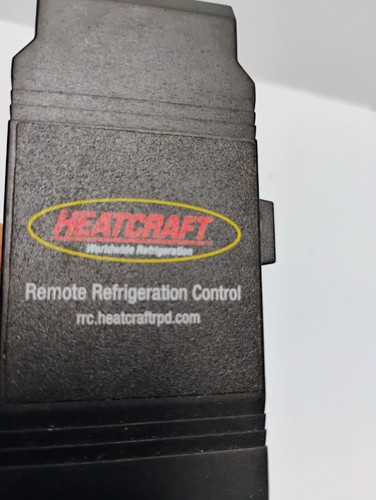 HEATCRAFT
Worldwide Refrigeration
Remote Refrigeration Control
rrc.heatcraftrpd.com